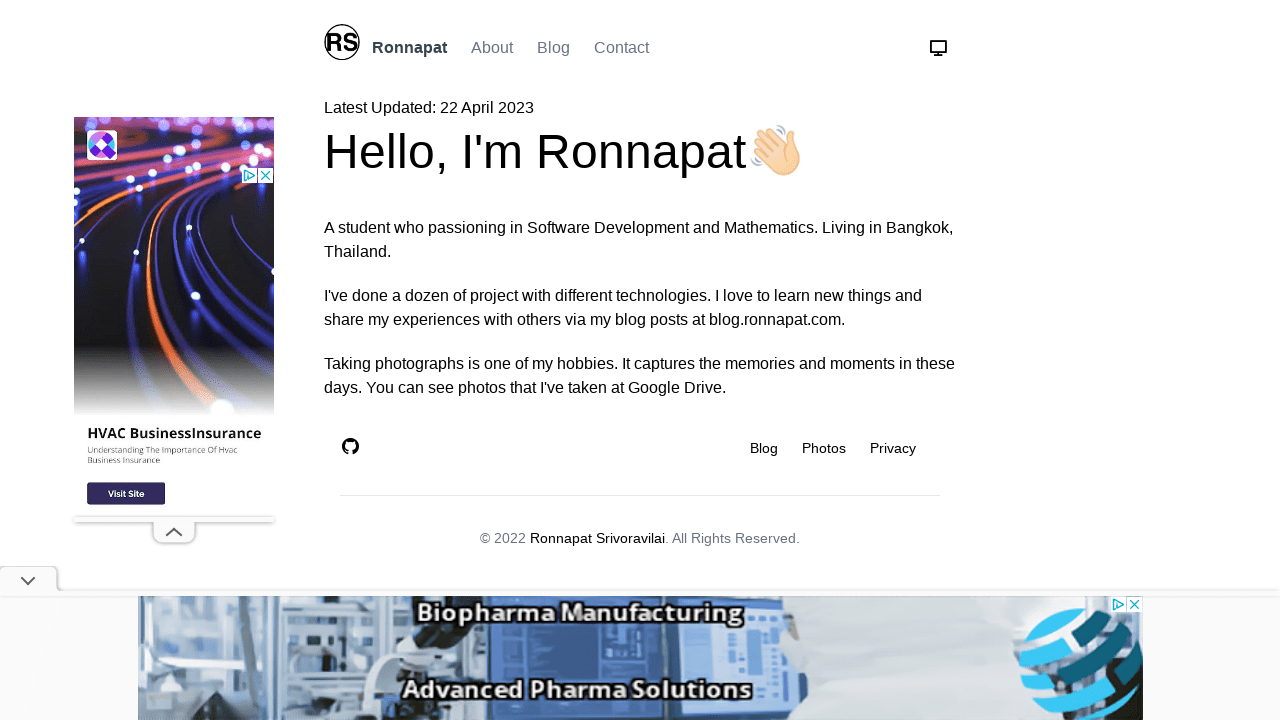 RS
Ronnapat About Blog Contact
Latest Updated: 22 April 2023
Hello, I'm Ronnapat👋🏼
A student who passioning in Software Development and Mathematics. Living in Bangkok,
Thailand.
I've done a dozen of project with different technologies. I love to learn new things and
share my experiences with others via my blog posts at blog.ronnapat.com.
Taking photographs is one of my hobbies. It captures the memories and moments in these
days. You can see photos that I've taken at Google Drive.
Blog Photos Privacy
© 2022 Ronnapat Srivoravilai. All Rights Reserved.
HVAC BusinessInsurance
Understanding The Importance Of Hvac
Business Insurance
Visit Site
Biopharma Manufacturing
Advanced Pharma Solutions